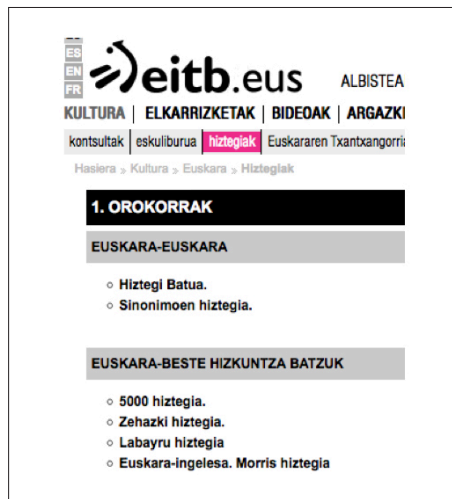 ES
EN
FR
eitb.eus
ALBISTEA
KULTURA | ELKARRIZKETAK | BIDEOAK | ARGAZKI
kontsultak | eskuliburua | hiztegiak | Euskararen Txantxangorria
Hasiera » Kultura » Euskara » Hiztegiak
1. OROKORRAK
EUSKARA-EUSKARA
Hiztegi Batua.
Sinonimoen hiztegia.
EUSKARA-BESTE HIZKUNTZA BATZUK
5000 hiztegia.
Zehazki hiztegia.
Labayru hiztegia
Euskara-ingelesa. Morris hiztegia